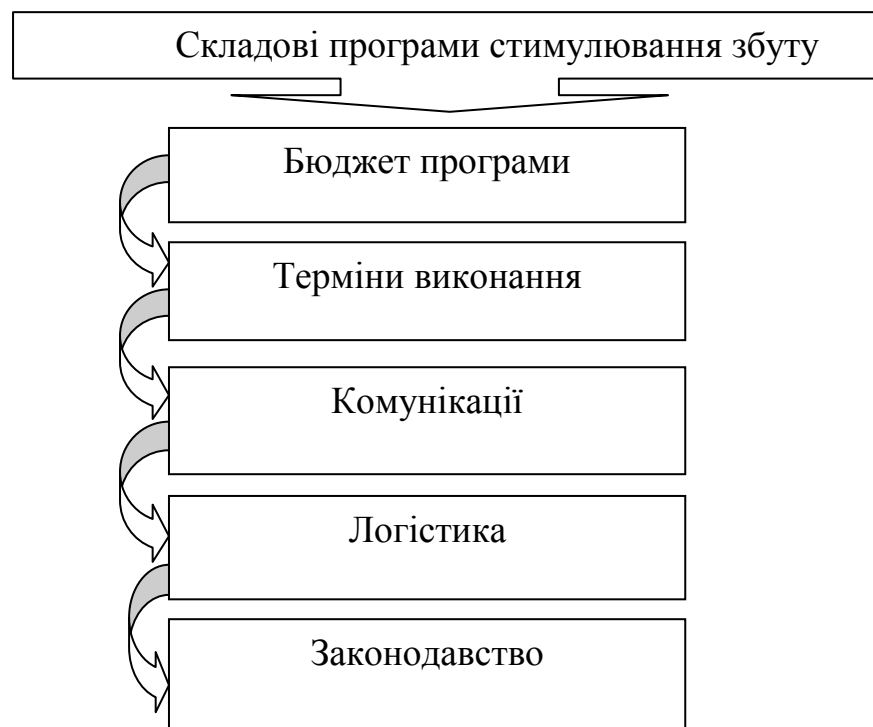 Складові програми стимулювання збуту
Бюджет програми
Терміни виконання
Комунікації
Логістика
Законодавство